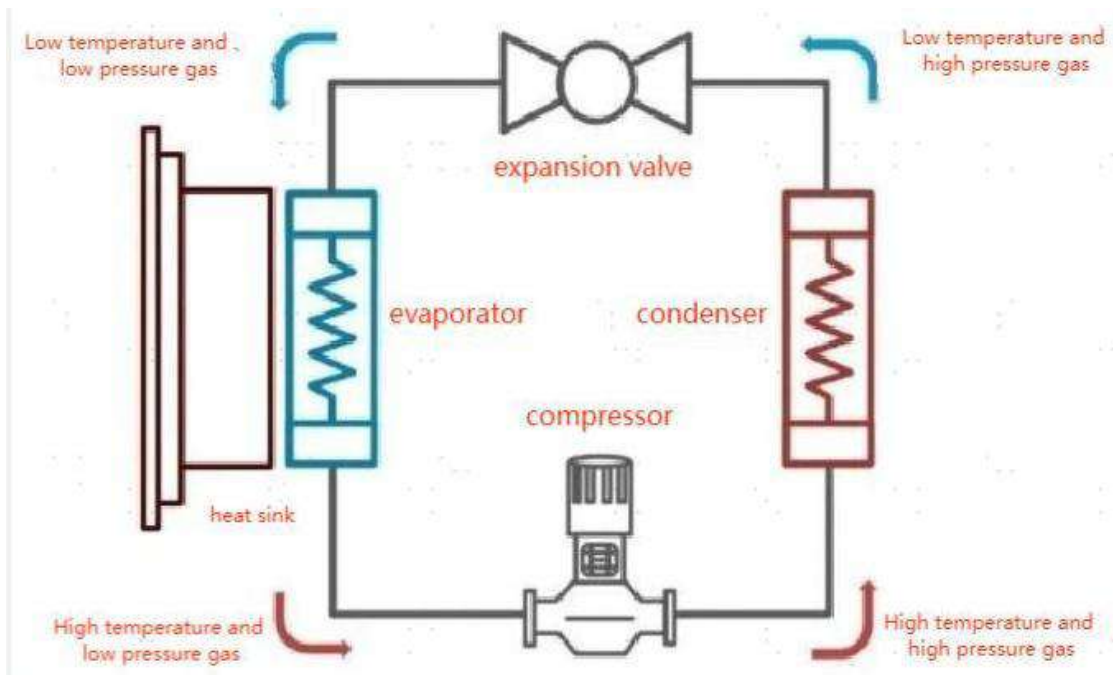 Low temperature and 、
low pressure gas
Low temperature and
high pressure gas
expansion valve
evaporator
condenser
compressor
heat sink
High temperature and
low pressure gas
High temperature and
high pressure gas